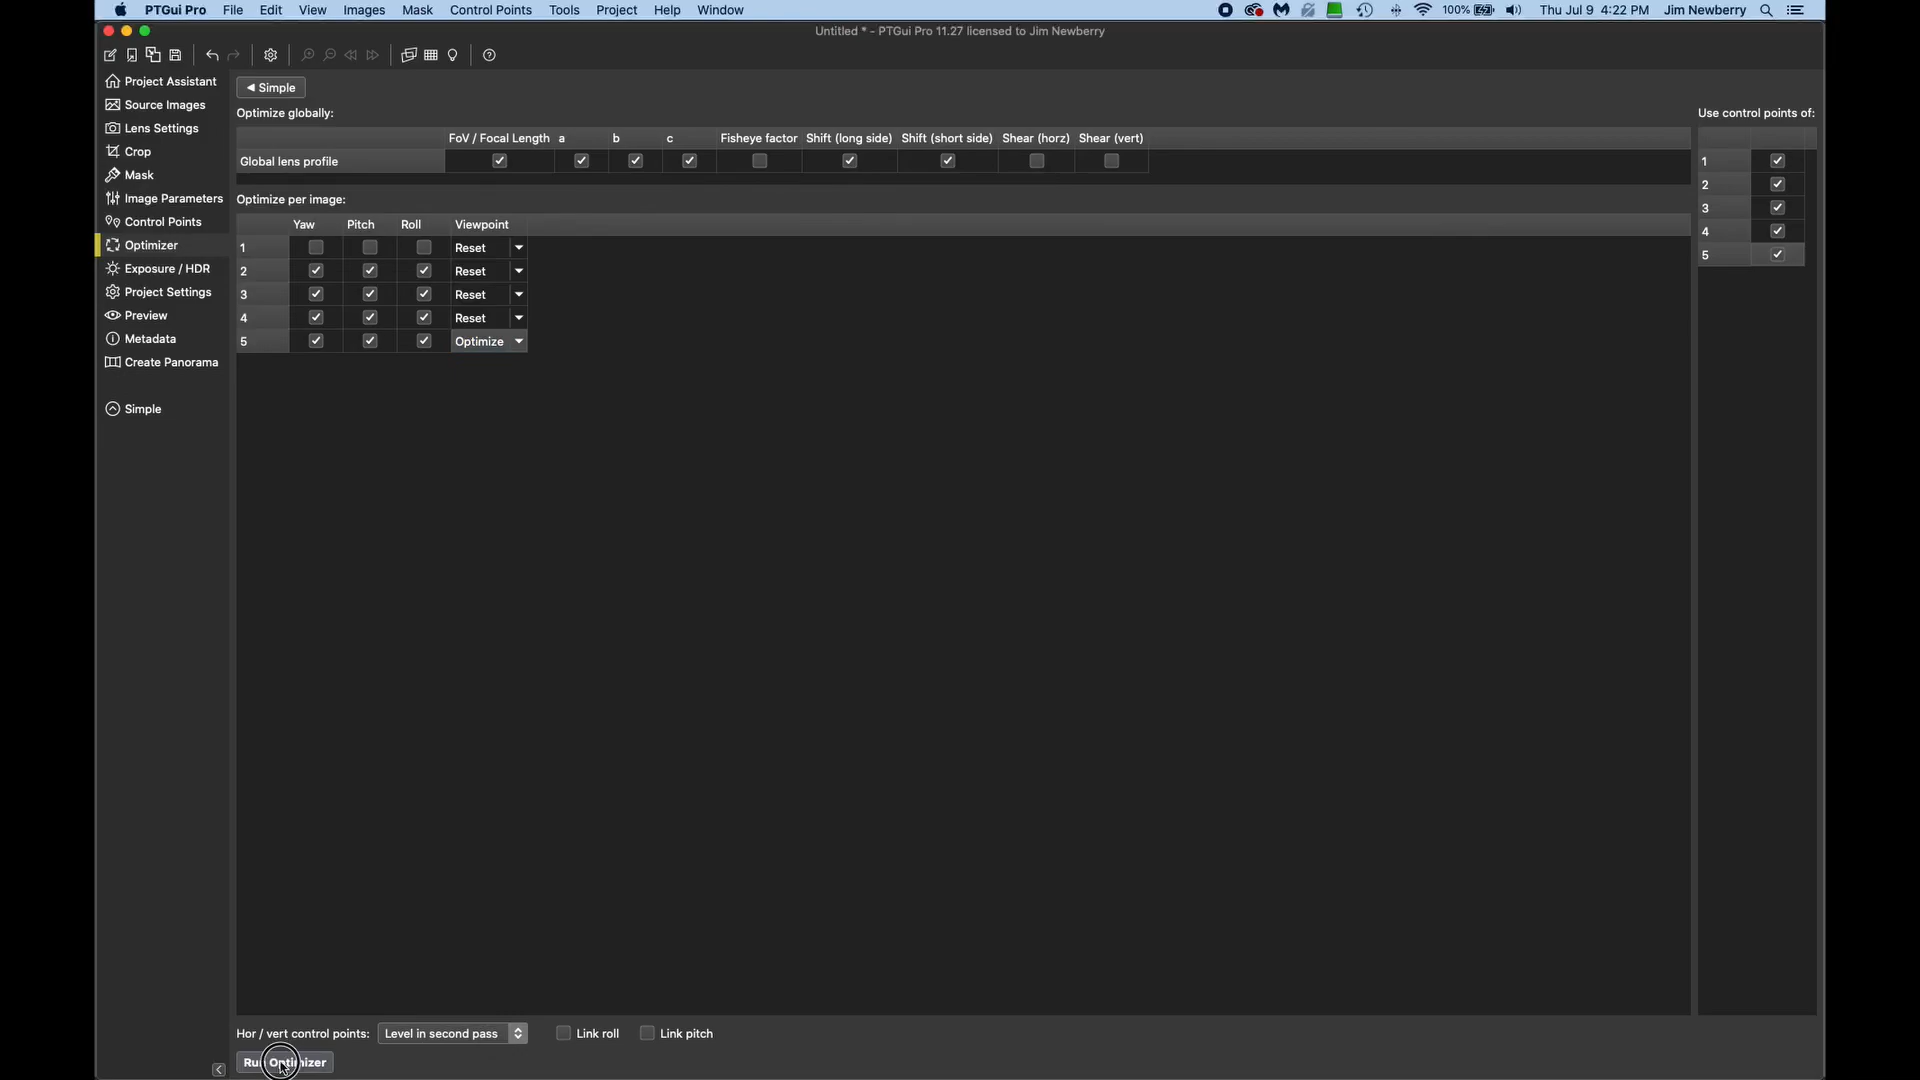 PTGui Pro File Edit View Images Mask Control Points Tools Project Help Window 100% Thu Jul 9 4:22 PM Jim Newberry
Untitled * - PTGui Pro 11.27 licensed to Jim Newberry
Project Assistant
Source Images
Lens Settings
Crop
Mask
Image Parameters
Control Points
Optimizer
Exposure / HDR
Project Settings
Preview
Metadata
Create Panorama
Simple
Simple
Optimize globally:
FoV / Focal Length a b c Fisheye factor Shift (long side) Shift (short side) Shear (horz) Shear (vert)
Global lens profile
Optimize per image:
Yaw Pitch Roll Viewpoint
1 Reset
2 Reset
3 Reset
4 Reset
5 Optimize
Use control points of:
1
2
3
4
5
Hor / vert control points: Level in second pass Link roll Link pitch
Run Optimizer